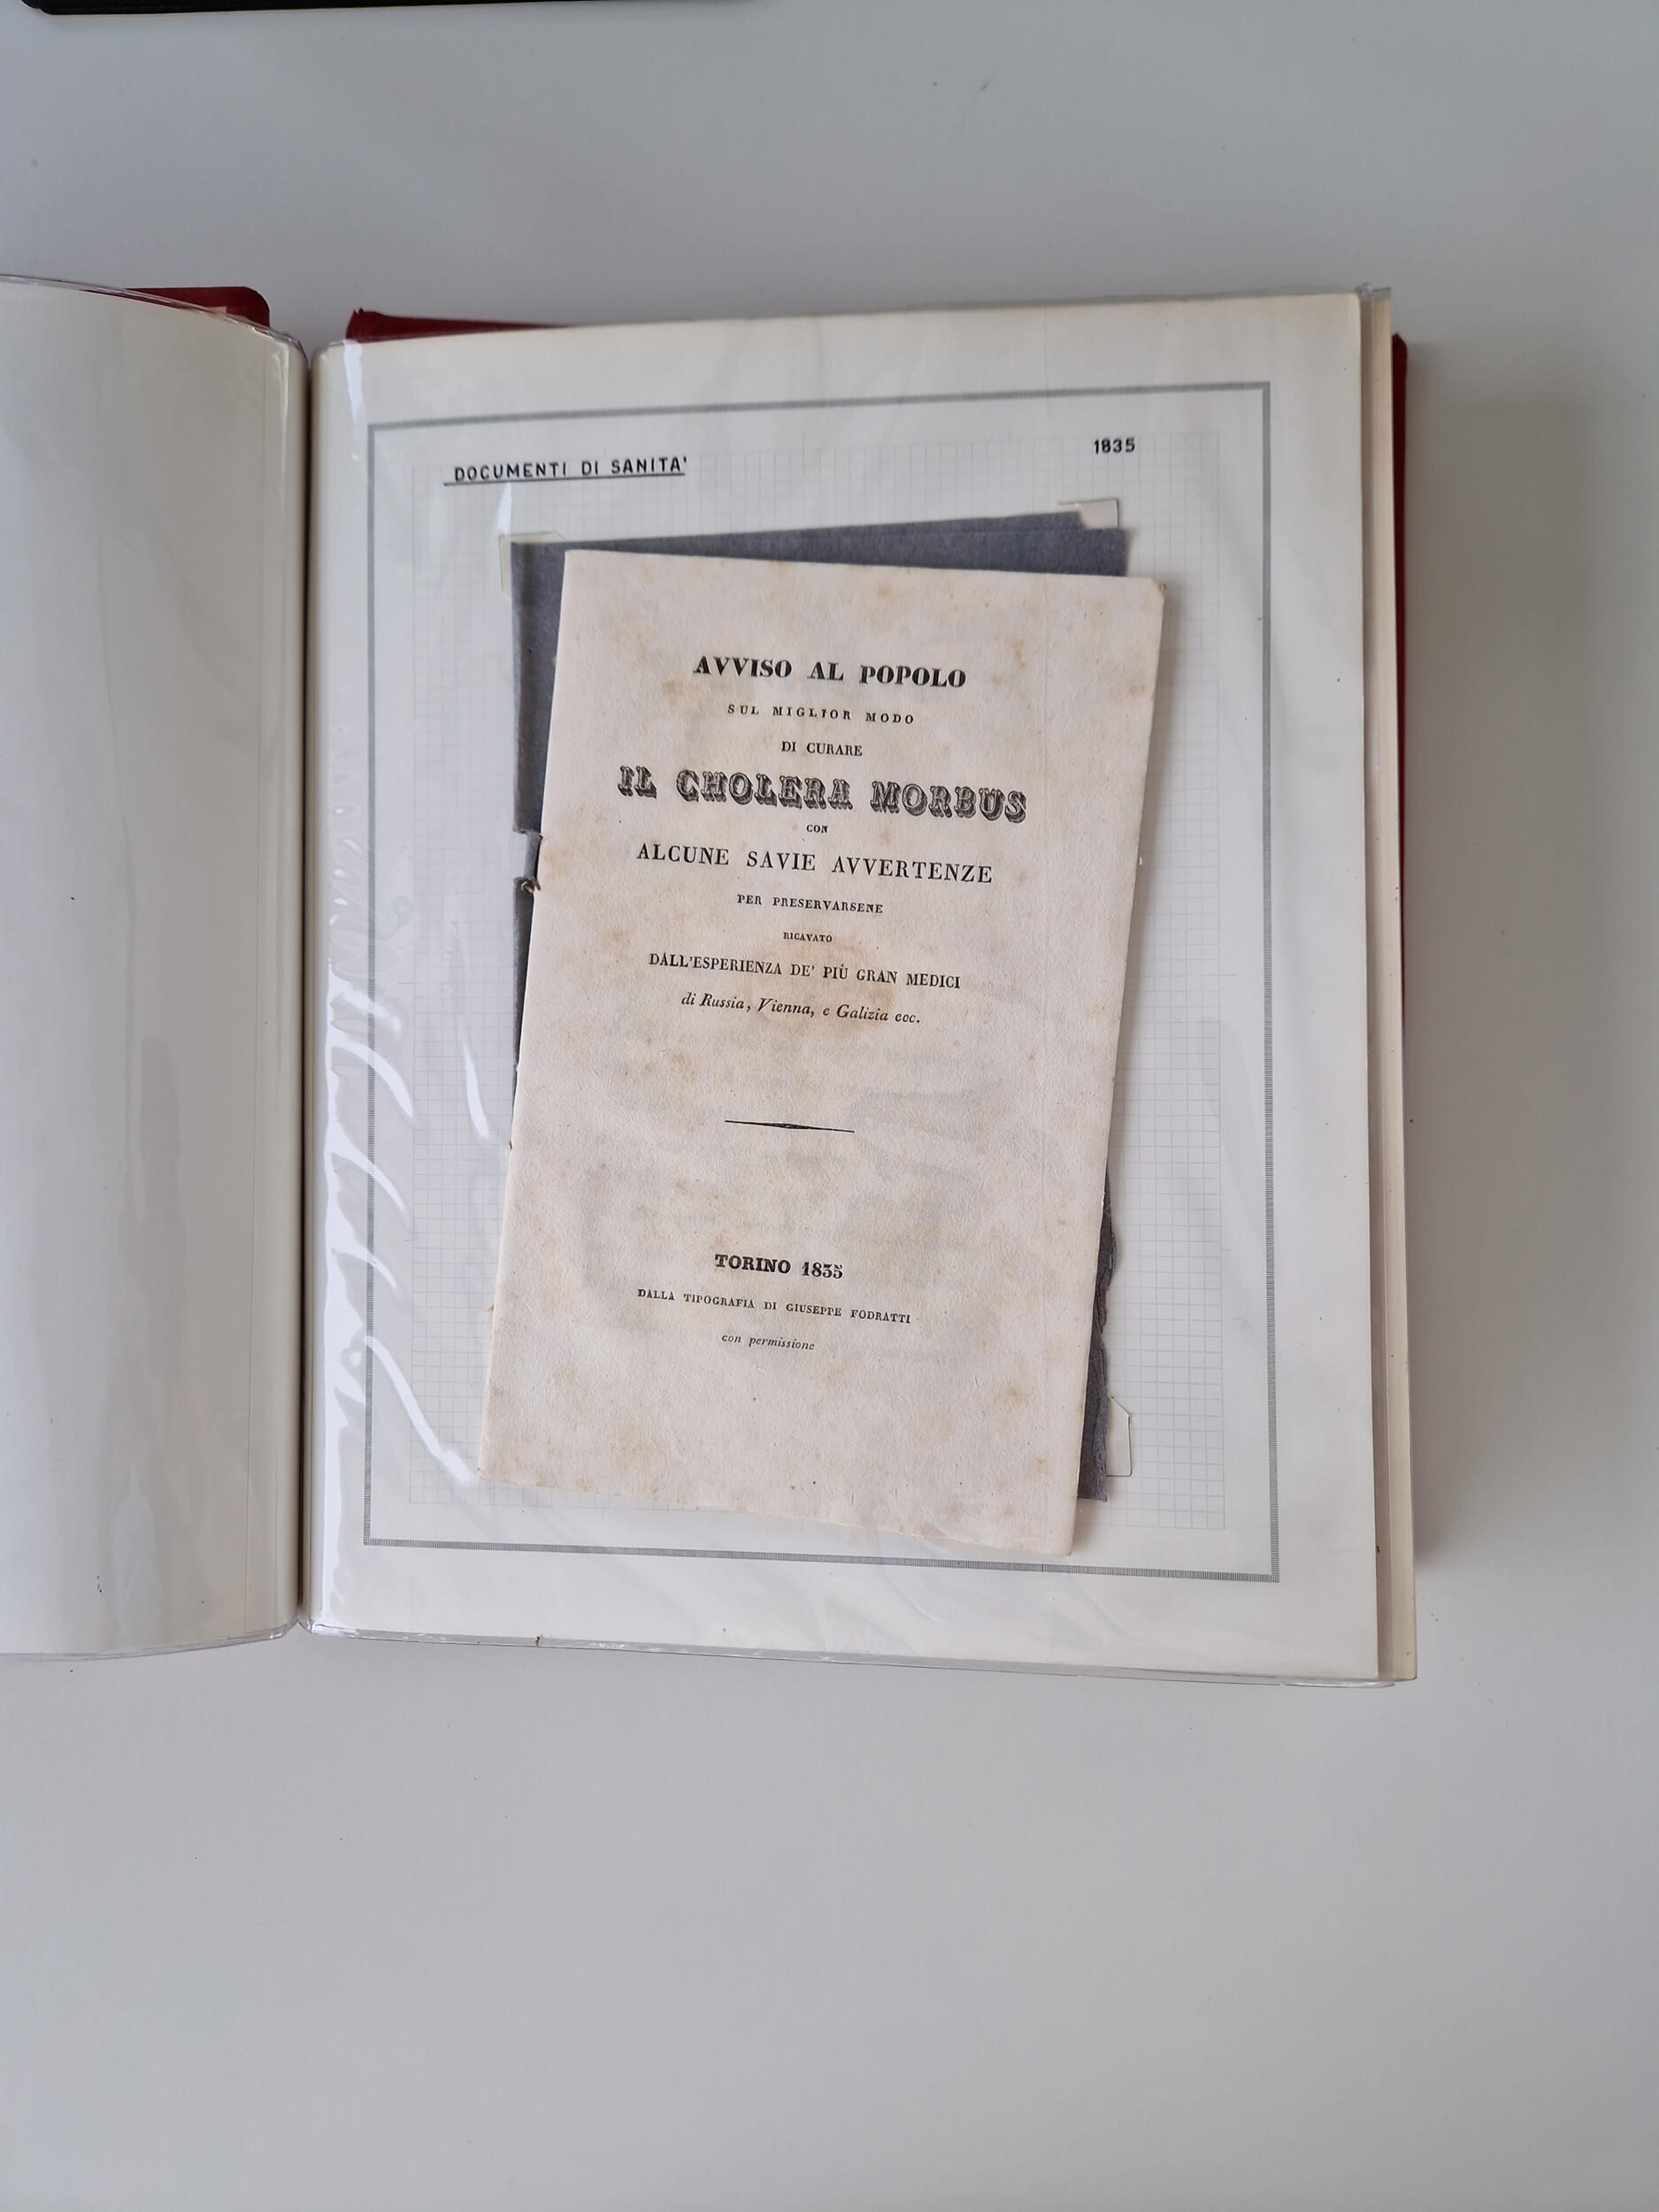 DOCUMENTI DI SANITA'
1835
AVVISO AL POPOLO
SUL MIGLIOR MODO
DI CURARE
IL CHOLERA MORBUS
CON
ALCUNE SAVIE AVVERTENZE
PER PRESERVARSENE
RICAVATO
DALL'ESPERIENZA DE' PIÙ GRAN MEDICI
di Russia, Vienna, e Galizia ecc.
TORINO 1835
DALLA TIPOGRAFIA DI GIUSEPPE FODRATTI
con permissione